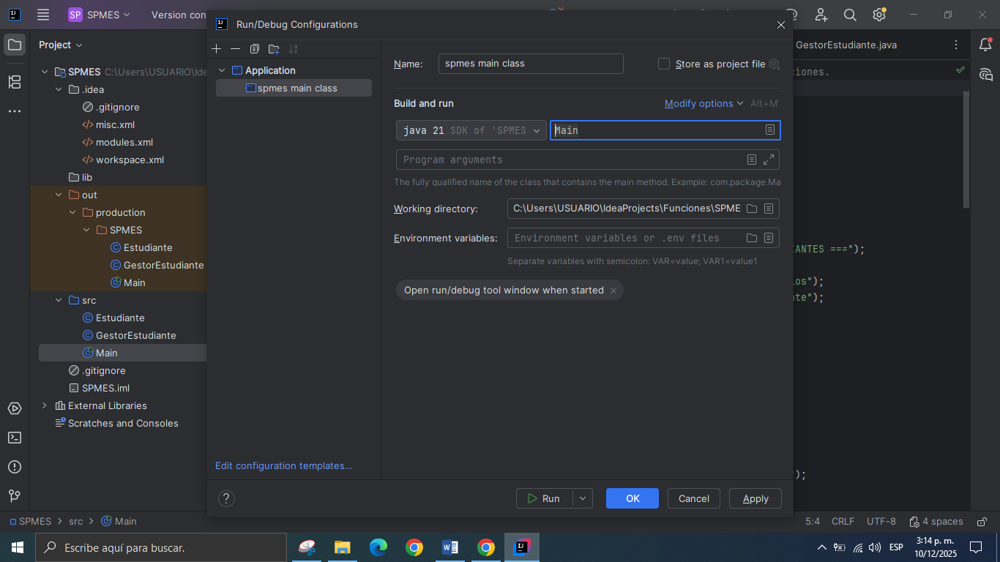 SP SPMES
Version con
Run/Debug Configurations
Project
GestorEstudiante.java
SPMES C:\Users\USUARIO\Ide
.idea
.gitignore
misc.xml
modules.xml
workspace.xml
lib
out
production
SPMES
Estudiante
GestorEstudiante
Main
src
Estudiante
GestorEstudiante
Main
.gitignore
SPMES.iml
External Libraries
Scratches and Consoles
Application
spmes main class
Edit configuration templates...
Name: spmes main class
Store as project file
Build and run
Modify options Alt+M
java 21 SDK of 'SPMES
Main
Program arguments
The fully qualified name of the class that contains the main method. Example: com.package.Ma
Working directory: C:\Users\USUARIO\IdeaProjects\Funciones\SPME
Environment variables: Environment variables or .env files
Separate variables with semicolon: VAR=value; VAR1=value1
Open run/debug tool window when started
? Run OK Cancel Apply
iones.
IANTES ===");
os");
nte");
");
SPMES > src > Main
5:4 CRLF UTF-8 4 spaces
Escribe aquí para buscar.
ESP
3:14 p. m.
10/12/2025